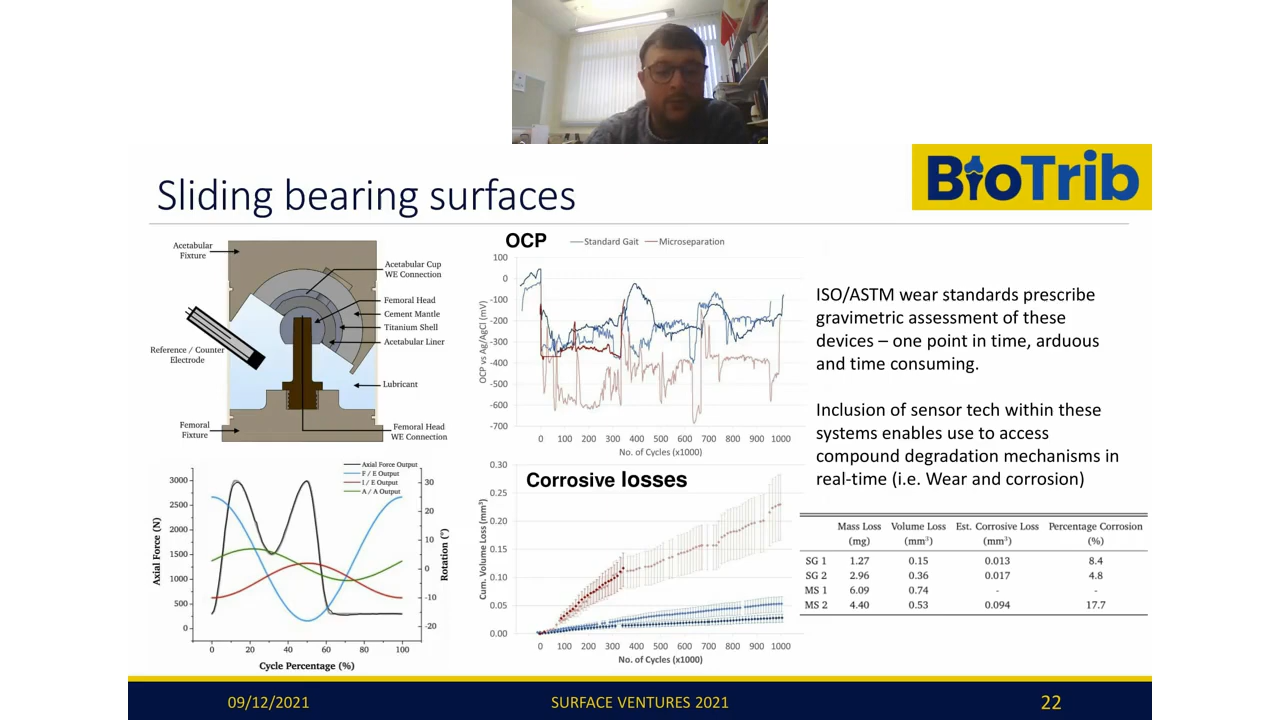 BioTrib
Sliding bearing surfaces
Acetabular
Fixture
Acetabular Cup
WE Connection
Femoral Head
Cement Mantle
Titanium Shell
Acetabular Liner
Reference / Counter
Electrode
Lubricant
Femoral
Fixture
Femoral Head
WE Connection
OCP
Standard Gait
Microseparation
OCP vs Ag/AgCl (mV)
100
0
-100
-200
-300
-400
-500
-600
-700
0 100 200 300 400 500 600 700 800 900 1000
No. of Cycles (x1000)
ISO/ASTM wear standards prescribe
gravimetric assessment of these
devices – one point in time, arduous
and time consuming.
Inclusion of sensor tech within these
systems enables use to access
compound degradation mechanisms in
real-time (i.e. Wear and corrosion)
Axial Force Output
F / E Output
I / E Output
A / A Output
Axial Force (N)
3000
2500
2000
1500
1000
500
0
30
20
10
0
-10
-20
Rotation (°)
0 20 40 60 80 100
Cycle Percentage (%)
Corrosive losses
Cum. Volume Loss (mm³)
0.30
0.25
0.20
0.15
0.10
0.05
0.00
0 100 200 300 400 500 600 700 800 900 1000
No. of Cycles (x1000)
Mass Loss Volume Loss Est. Corrosive Loss Percentage Corrosion
(mg) (mm³) (mm³) (%)
SG 1 1.27 0.15 0.013 8.4
SG 2 2.96 0.36 0.017 4.8
MS 1 6.09 0.74 - -
MS 2 4.40 0.53 0.094 17.7
09/12/2021
SURFACE VENTURES 2021
22